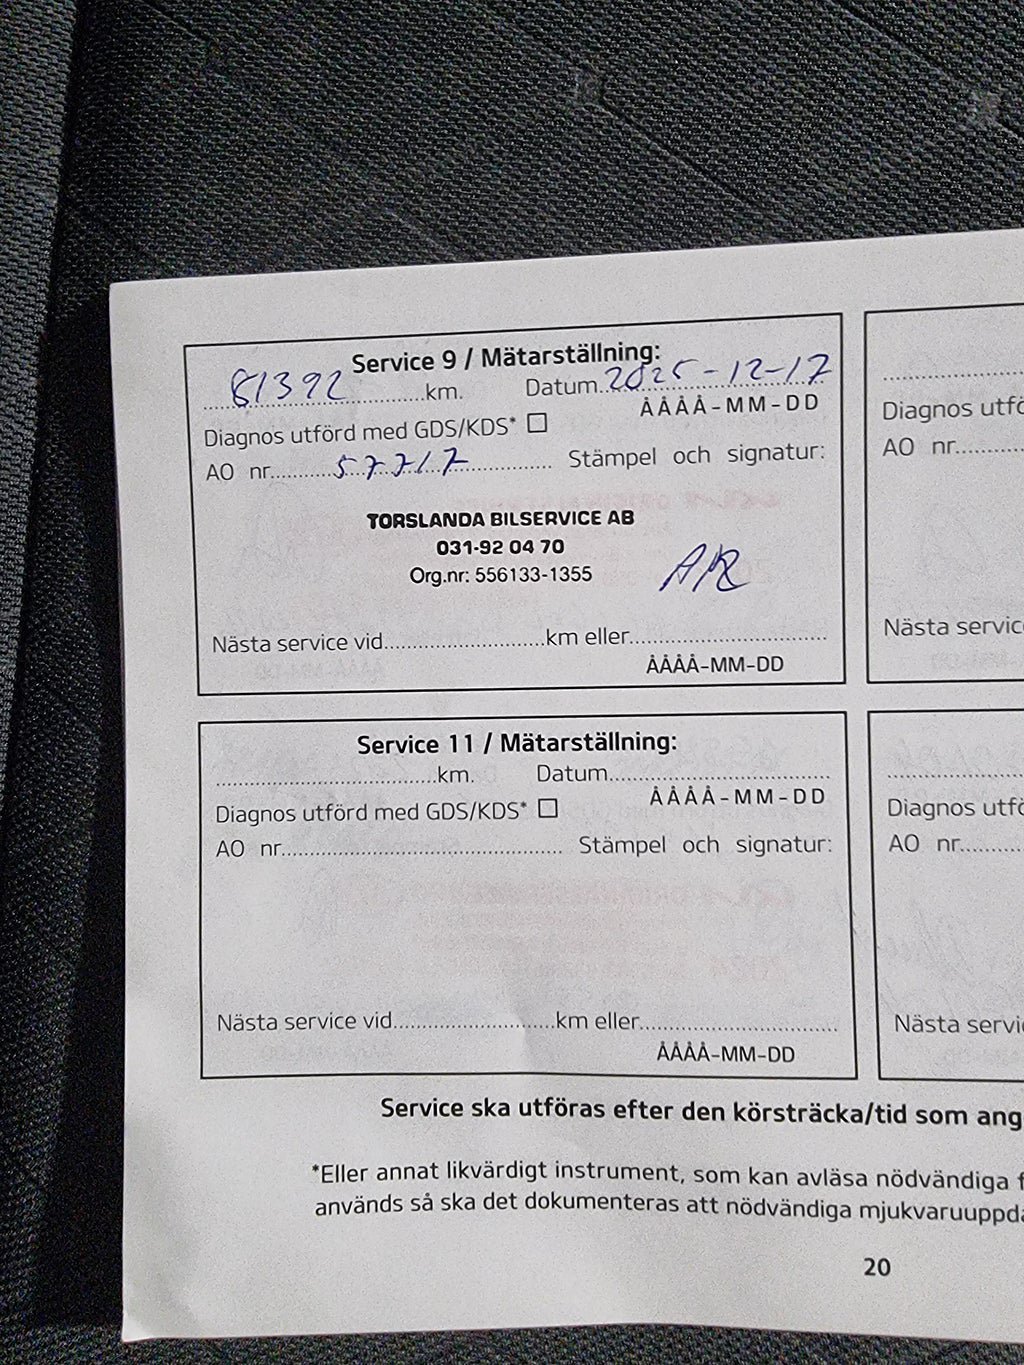 Service 9 / Mätarställning:
81392 km. Datum 2025-12-17
ÅÅÅÅ-MM-DD
Diagnos utförd med GDS/KDS* ☐
AO nr. 57717 Stämpel och signatur:
TORSLANDA BILSERVICE AB
031-92 04 70
Org.nr: 556133-1355
AR
Nästa service vid km eller
ÅÅÅÅ-MM-DD
Service 11 / Mätarställning:
km. Datum
ÅÅÅÅ-MM-DD
Diagnos utförd med GDS/KDS* ☐
AO nr. Stämpel och signatur:
Nästa service vid km eller
ÅÅÅÅ-MM-DD
Diagnos utfö
AO nr.
Nästa servic
Diagnos utfö
AO nr.
Nästa servi
Service ska utföras efter den körsträcka/tid som ang
*Eller annat likvärdigt instrument, som kan avläsa nödvändiga f
används så ska det dokumenteras att nödvändiga mjukvaruuppda
20